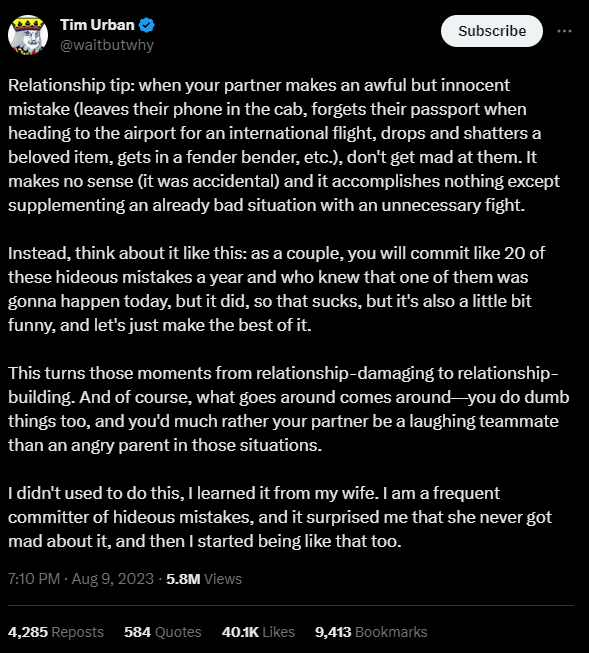 Tim Urban
@waitbutwhy
Subscribe
Relationship tip: when your partner makes an awful but innocent
mistake (leaves their phone in the cab, forgets their passport when
heading to the airport for an international flight, drops and shatters a
beloved item, gets in a fender bender, etc.), don't get mad at them. It
makes no sense (it was accidental) and it accomplishes nothing except
supplementing an already bad situation with an unnecessary fight.
Instead, think about it like this: as a couple, you will commit like 20 of
these hideous mistakes a year and who knew that one of them was
gonna happen today, but it did, so that sucks, but it's also a little bit
funny, and let's just make the best of it.
This turns those moments from relationship-damaging to relationship-
building. And of course, what goes around comes around—you do dumb
things too, and you'd much rather your partner be a laughing teammate
than an angry parent in those situations.
I didn't used to do this, I learned it from my wife. I am a frequent
committer of hideous mistakes, and it surprised me that she never got
mad about it, and then I started being like that too.
7:10 PM · Aug 9, 2023 · 5.8M Views
4,285 Reposts 584 Quotes 40.1K Likes 9,413 Bookmarks